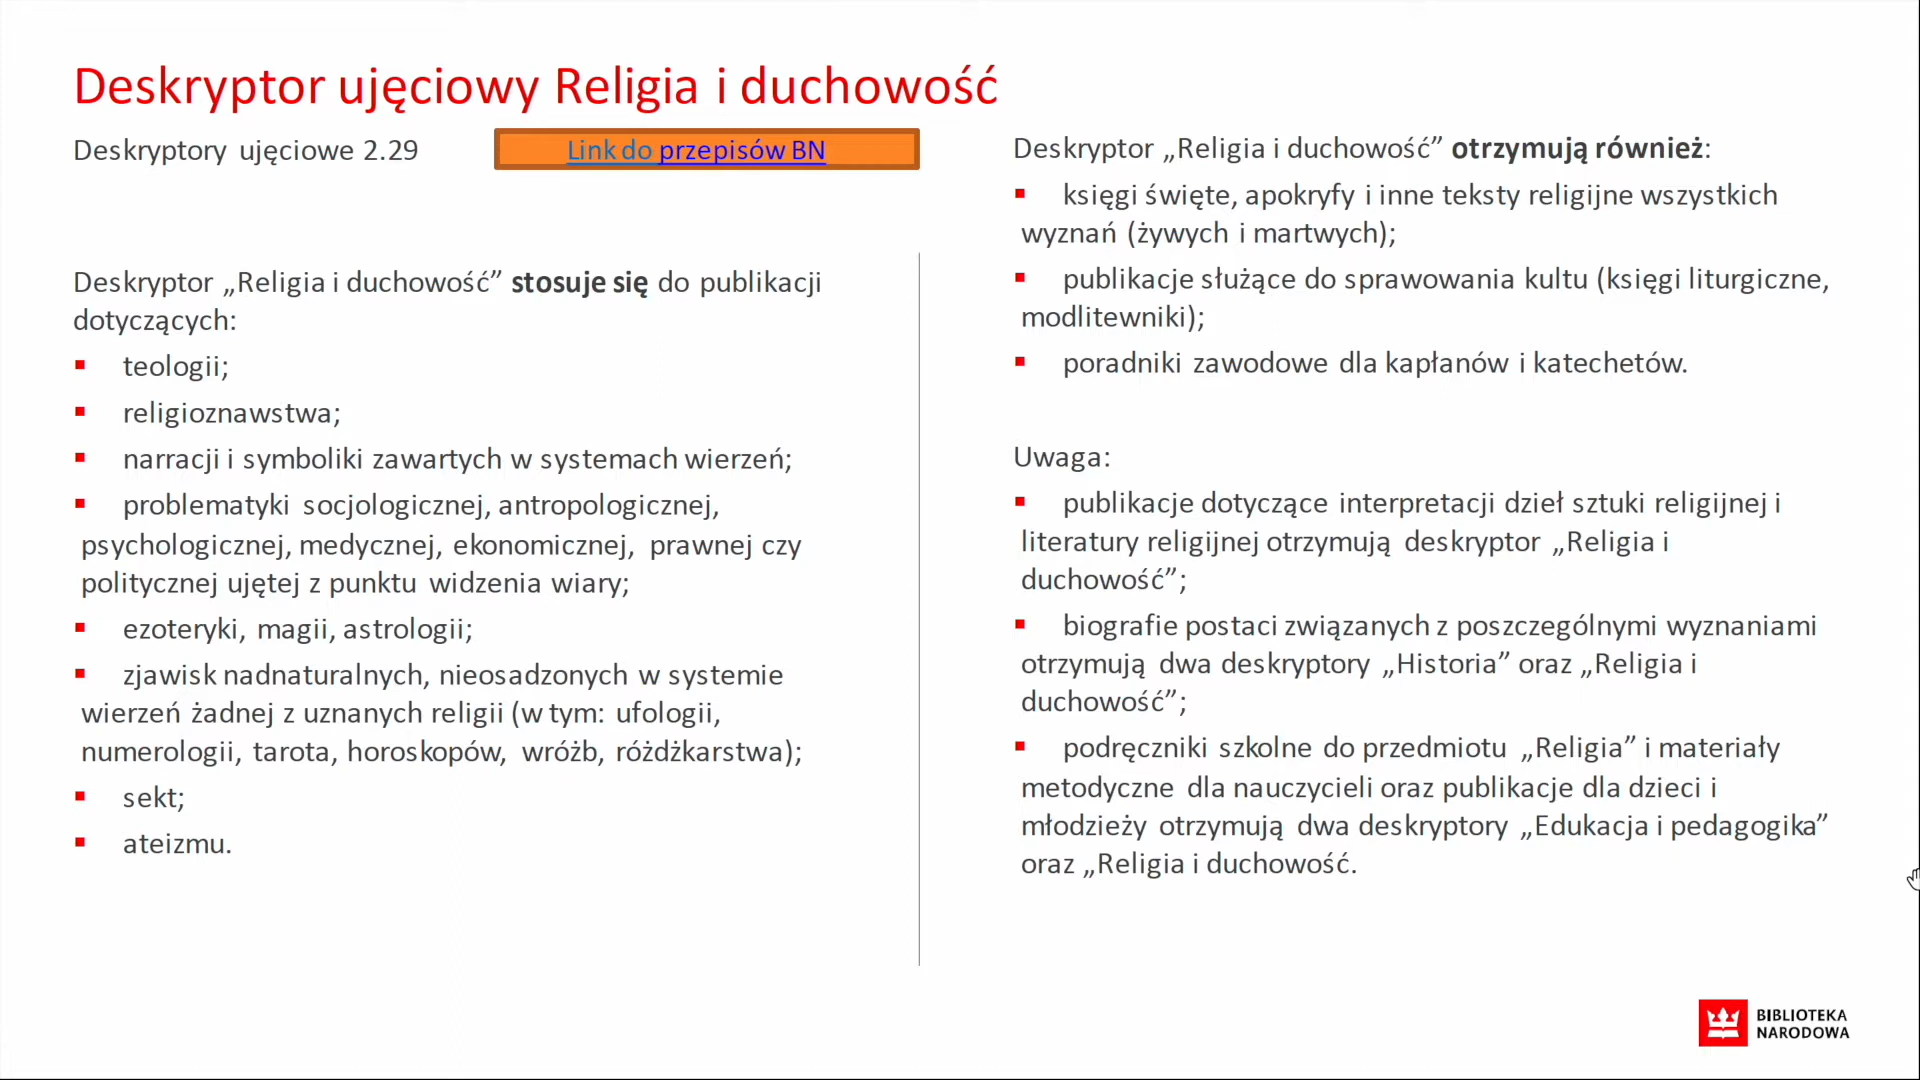 Deskryptor ujęciowy Religia i duchowość
Deskryptory ujęciowe 2.29
Link do przepisów BN
Deskryptor „Religia i duchowość” stosuje się do publikacji
dotyczących:
teologii;
religioznawstwa;
narracji i symboliki zawartych w systemach wierzeń;
problematyki socjologicznej, antropologicznej,
psychologicznej, medycznej, ekonomicznej, prawnej czy
politycznej ujętej z punktu widzenia wiary;
ezoteryki, magii, astrologii;
zjawisk nadnaturalnych, nieosadzonych w systemie
wierzeń żadnej z uznanych religii (w tym: ufologii,
numerologii, tarota, horoskopów, wróżb, różdżkarstwa);
sekt;
ateizmu.
Deskryptor „Religia i duchowość” otrzymują również:
księgi święte, apokryfy i inne teksty religijne wszystkich
wyznań (żywych i martwych);
publikacje służące do sprawowania kultu (księgi liturgiczne,
modlitewniki);
poradniki zawodowe dla kapłanów i katechetów.
Uwaga:
publikacje dotyczące interpretacji dzieł sztuki religijnej i
literatury religijnej otrzymują deskryptor „Religia i
duchowość”;
biografie postaci związanych z poszczególnymi wyznaniami
otrzymują dwa deskryptory „Historia” oraz „Religia i
duchowość”;
podręczniki szkolne do przedmiotu „Religia” i materiały
metodyczne dla nauczycieli oraz publikacje dla dzieci i
młodzieży otrzymują dwa deskryptory „Edukacja i pedagogika”
oraz „Religia i duchowość.
BIBLIOTEKA
NARODOWA